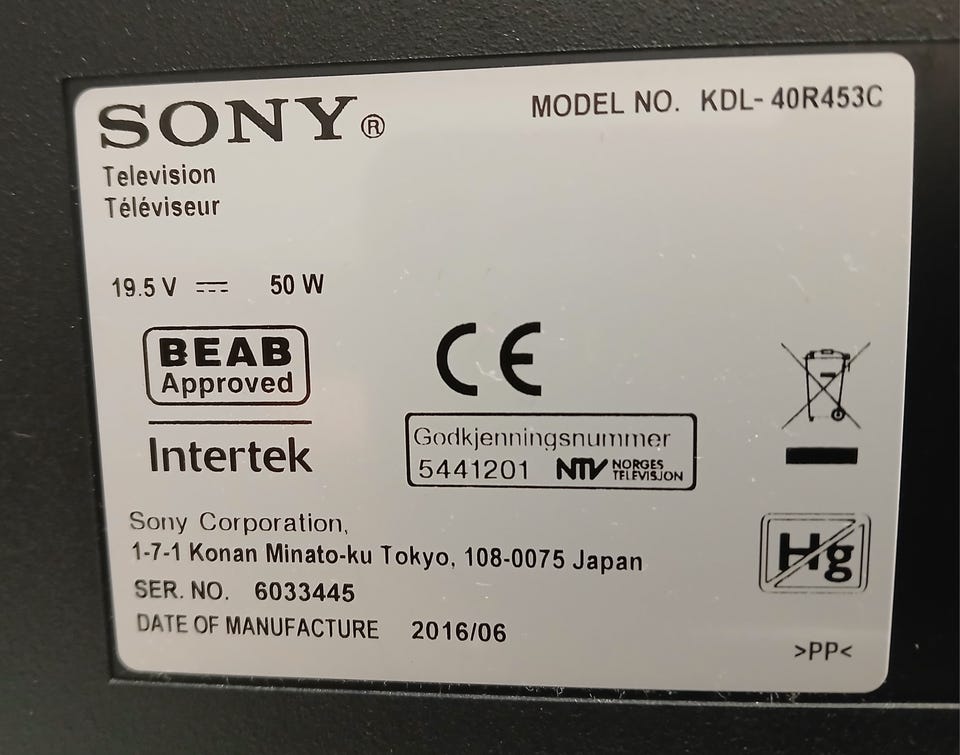 SONY®
MODEL NO. KDL-40R453C
Television
Téléviseur
19.5 V ⎓ 50 W
BEAB
Approved
Intertek
CE
Godkjenningsnummer
5441201 NTV NORGES TELEVISJON
Hg
Sony Corporation,
1-7-1 Konan Minato-ku Tokyo, 108-0075 Japan
SER. NO. 6033445
DATE OF MANUFACTURE 2016/06
>PP<